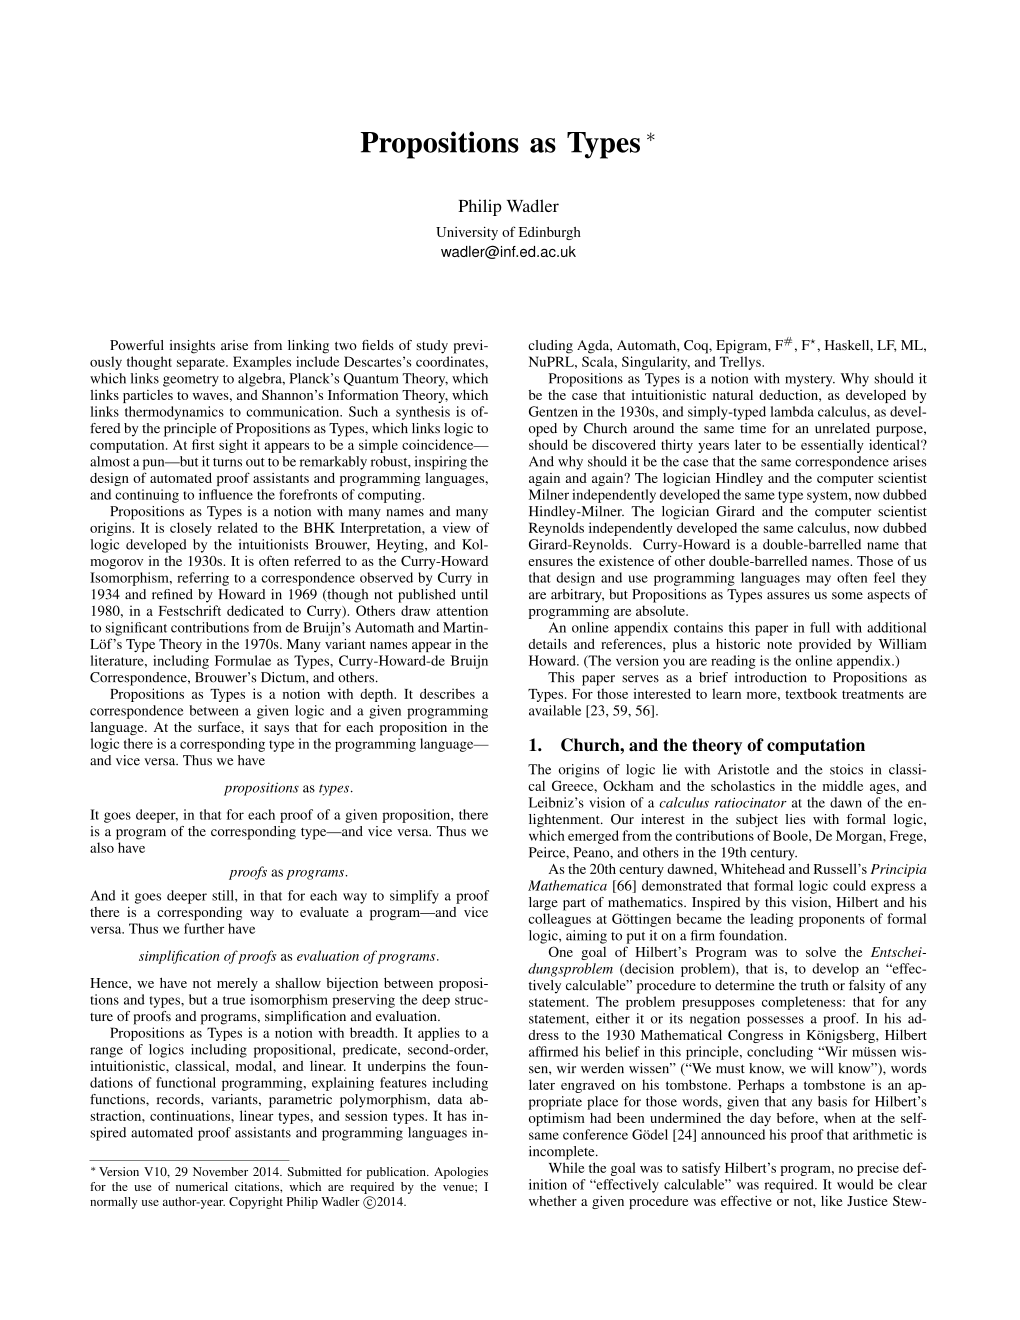 Propositions as Types *
Philip Wadler
University of Edinburgh
wadler@inf.ed.ac.uk
Powerful insights arise from linking two fields of study previ-
ously thought separate. Examples include Descartes's coordinates,
which links geometry to algebra, Planck's Quantum Theory, which
links particles to waves, and Shannon's Information Theory, which
links thermodynamics to communication. Such a synthesis is of-
fered by the principle of Propositions as Types, which links logic to
computation. At first sight it appears to be a simple coincidence—
almost a pun—but it turns out to be remarkably robust, inspiring the
design of automated proof assistants and programming languages,
and continuing to influence the forefronts of computing.
Propositions as Types is a notion with many names and many
origins. It is closely related to the BHK Interpretation, a view of
logic developed by the intuitionists Brouwer, Heyting, and Kol-
mogorov in the 1930s. It is often referred to as the Curry-Howard
Isomorphism, referring to a correspondence observed by Curry in
1934 and refined by Howard in 1969 (though not published until
1980, in a Festschrift dedicated to Curry). Others draw attention
to significant contributions from de Bruijn's Automath and Martin-
Löf's Type Theory in the 1970s. Many variant names appear in the
literature, including Formulae as Types, Curry-Howard-de Bruijn
Correspondence, Brouwer's Dictum, and others.
Propositions as Types is a notion with depth. It describes a
correspondence between a given logic and a given programming
language. At the surface, it says that for each proposition in the
logic there is a corresponding type in the programming language—
and vice versa. Thus we have
propositions as types.
It goes deeper, in that for each proof of a given proposition, there
is a program of the corresponding type—and vice versa. Thus we
also have
proofs as programs.
And it goes deeper still, in that for each way to simplify a proof
there is a corresponding way to evaluate a program—and vice
versa. Thus we further have
simplification of proofs as evaluation of programs.
Hence, we have not merely a shallow bijection between proposi-
tions and types, but a true isomorphism preserving the deep struc-
ture of proofs and programs, simplification and evaluation.
Propositions as Types is a notion with breadth. It applies to a
range of logics including propositional, predicate, second-order,
intuitionistic, classical, modal, and linear. It underpins the foun-
dations of functional programming, explaining features including
functions, records, variants, parametric polymorphism, data ab-
straction, continuations, linear types, and session types. It has in-
spired automated proof assistants and programming languages in-
* Version V10, 29 November 2014. Submitted for publication. Apologies
for the use of numerical citations, which are required by the venue; I
normally use author-year. Copyright Philip Wadler ©2014.
cluding Agda, Automath, Coq, Epigram, F#, F*, Haskell, LF, ML,
NuPRL, Scala, Singularity, and Trellys.
Propositions as Types is a notion with mystery. Why should it
be the case that intuitionistic natural deduction, as developed by
Gentzen in the 1930s, and simply-typed lambda calculus, as devel-
oped by Church around the same time for an unrelated purpose,
should be discovered thirty years later to be essentially identical?
And why should it be the case that the same correspondence arises
again and again? The logician Hindley and the computer scientist
Milner independently developed the same type system, now dubbed
Hindley-Milner. The logician Girard and the computer scientist
Reynolds independently developed the same calculus, now dubbed
Girard-Reynolds. Curry-Howard is a double-barrelled name that
ensures the existence of other double-barrelled names. Those of us
that design and use programming languages may often feel they
are arbitrary, but Propositions as Types assures us some aspects of
programming are absolute.
An online appendix contains this paper in full with additional
details and references, plus a historic note provided by William
Howard. (The version you are reading is the online appendix.)
This paper serves as a brief introduction to Propositions as
Types. For those interested to learn more, textbook treatments are
available [23, 59, 56].
1. Church, and the theory of computation
The origins of logic lie with Aristotle and the stoics in classi-
cal Greece, Ockham and the scholastics in the middle ages, and
Leibniz's vision of a calculus ratiocinator at the dawn of the en-
lightenment. Our interest in the subject lies with formal logic,
which emerged from the contributions of Boole, De Morgan, Frege,
Peirce, Peano, and others in the 19th century.
As the 20th century dawned, Whitehead and Russell's Principia
Mathematica [66] demonstrated that formal logic could express a
large part of mathematics. Inspired by this vision, Hilbert and his
colleagues at Göttingen became the leading proponents of formal
logic, aiming to put it on a firm foundation.
One goal of Hilbert's Program was to solve the Entschei-
dungsproblem (decision problem), that is, to develop an “effec-
tively calculable” procedure to determine the truth or falsity of any
statement. The problem presupposes completeness: that for any
statement, either it or its negation possesses a proof. In his ad-
dress to the 1930 Mathematical Congress in Königsberg, Hilbert
affirmed his belief in this principle, concluding “Wir müssen wis-
sen, wir werden wissen” (“We must know, we will know”), words
later engraved on his tombstone. Perhaps a tombstone is an ap-
propriate place for those words, given that any basis for Hilbert's
optimism had been undermined the day before, when at the self-
same conference Gödel [24] announced his proof that arithmetic is
incomplete.
While the goal was to satisfy Hilbert's program, no precise def-
inition of “effectively calculable” was required. It would be clear
whether a given procedure was effective or not, like Justice Stew-